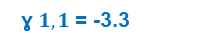 ɣ 1,1 = -3.3